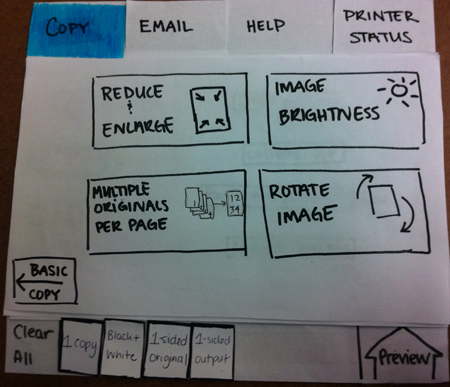 COPY
EMAIL
HELP
PRINTER
STATUS
REDUCE
&
ENLARGE
IMAGE
BRIGHTNESS
MULTIPLE
ORIGINALS
PER PAGE
12
34
ROTATE
IMAGE
BASIC
COPY
Clear
All
1 copy
Black +
White
1 sided
Original
1-sided
output
Preview